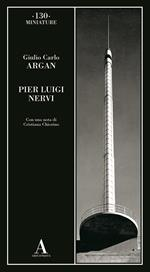 ·130·
MINIATURE
Giulio Carlo
ARGAN
PIER LUIGI
NERVI
Con una nota di
Cristiana Chiorino
A